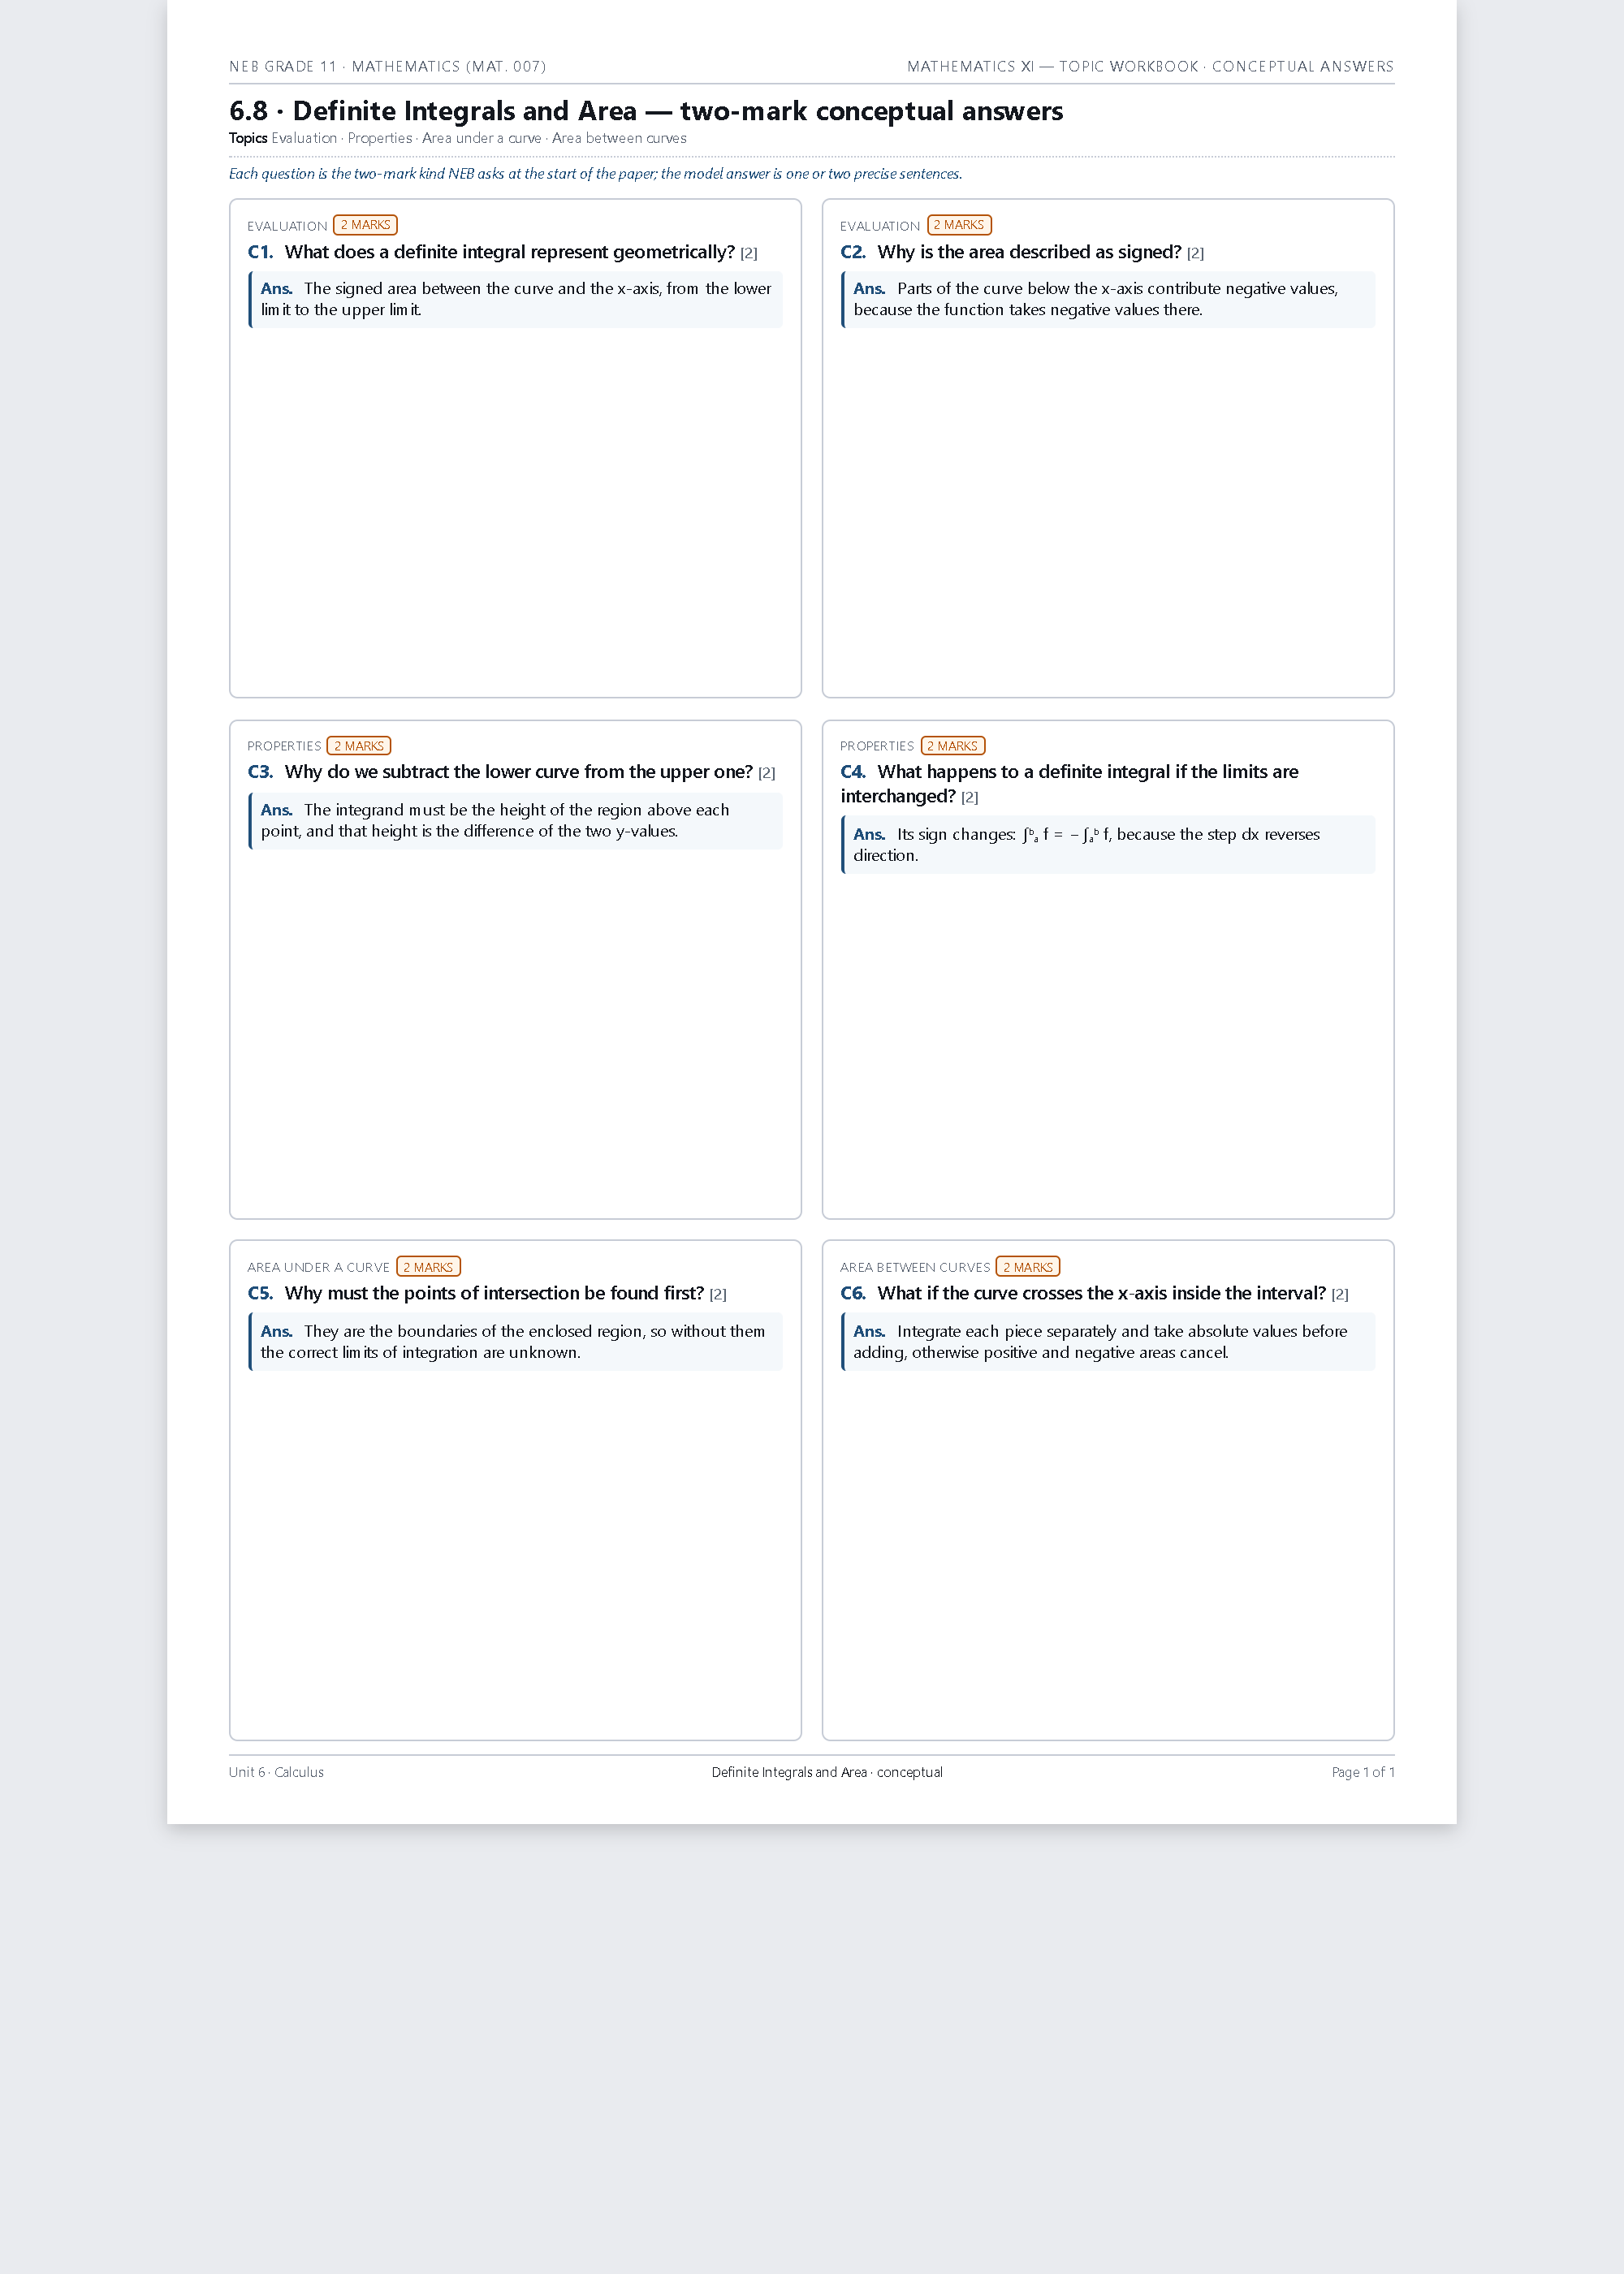 NEB GRADE 11 · MATHEMATICS (MAT. 007)
MATHEMATICS XI — TOPIC WORKBOOK · CONCEPTUAL ANSWERS
6.8 · Definite Integrals and Area — two-mark conceptual answers
Topics Evaluation · Properties · Area under a curve · Area between curves
Each question is the two-mark kind NEB asks at the start of the paper; the model answer is one or two precise sentences.
EVALUATION 2 MARKS
C1. What does a definite integral represent geometrically? [2]
Ans. The signed area between the curve and the x-axis, from the lower
limit to the upper limit.
EVALUATION 2 MARKS
C2. Why is the area described as signed? [2]
Ans. Parts of the curve below the x-axis contribute negative values,
because the function takes negative values there.
PROPERTIES 2 MARKS
C3. Why do we subtract the lower curve from the upper one? [2]
Ans. The integrand must be the height of the region above each
point, and that height is the difference of the two y-values.
PROPERTIES 2 MARKS
C4. What happens to a definite integral if the limits are
interchanged? [2]
Ans. Its sign changes: ∫ᵇₐ f = − ∫ₐᵇ f, because the step dx reverses
direction.
AREA UNDER A CURVE 2 MARKS
C5. Why must the points of intersection be found first? [2]
Ans. They are the boundaries of the enclosed region, so without them
the correct limits of integration are unknown.
AREA BETWEEN CURVES 2 MARKS
C6. What if the curve crosses the x-axis inside the interval? [2]
Ans. Integrate each piece separately and take absolute values before
adding, otherwise positive and negative areas cancel.
Unit 6 · Calculus
Definite Integrals and Area · conceptual
Page 1 of 1